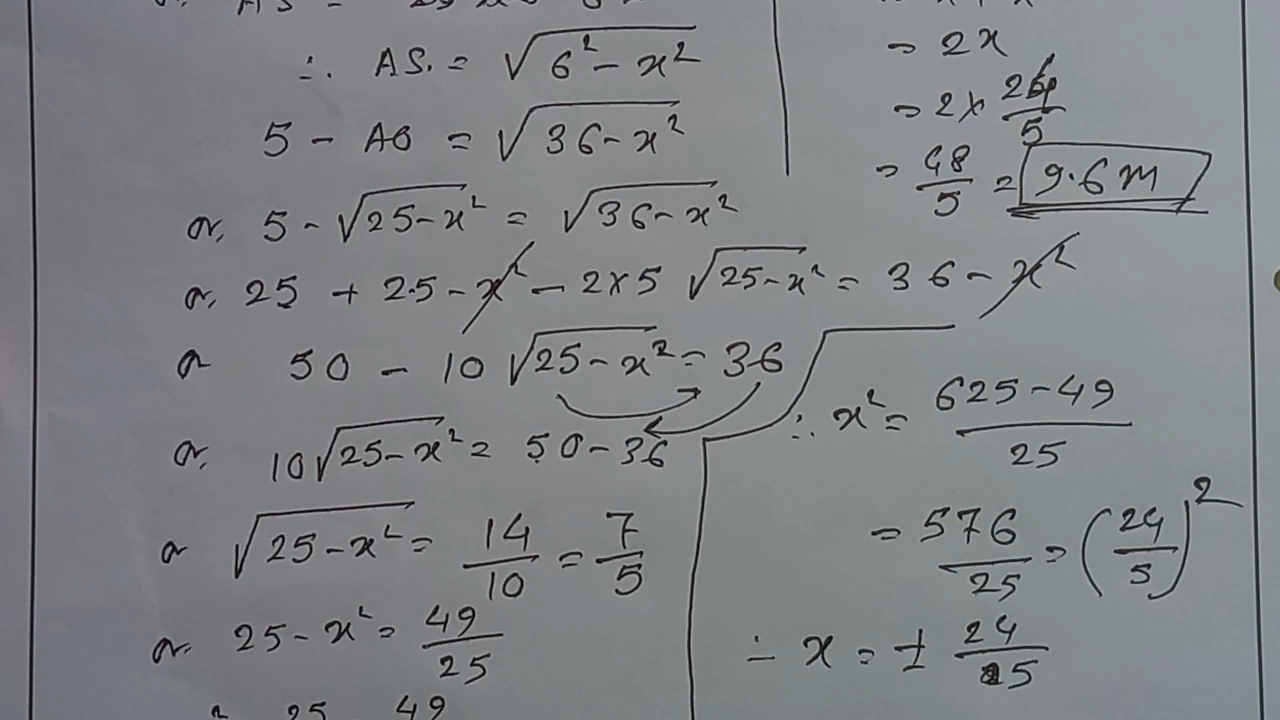 ∴ AS. = √(6² - x²)
5 - AO = √(36 - x²)
or, 5 - √(25 - x²) = √(36 - x²)
or, 25 + 25 - x² - 2×5 √(25 - x²) = 36 - x²
or 50 - 10 √(25 - x²) = 36
or, 10√(25 - x²) = 50 - 36
or √(25 - x²) = 14/10 = 7/5
or, 25 - x² = 49/25
25 49
= 2x
= 2 × 24/5
= 48/5 = 9.6 m
∴ x² = (625 - 49)/25
= 576/25 = (24/5)²
∴ x = ± 24/5